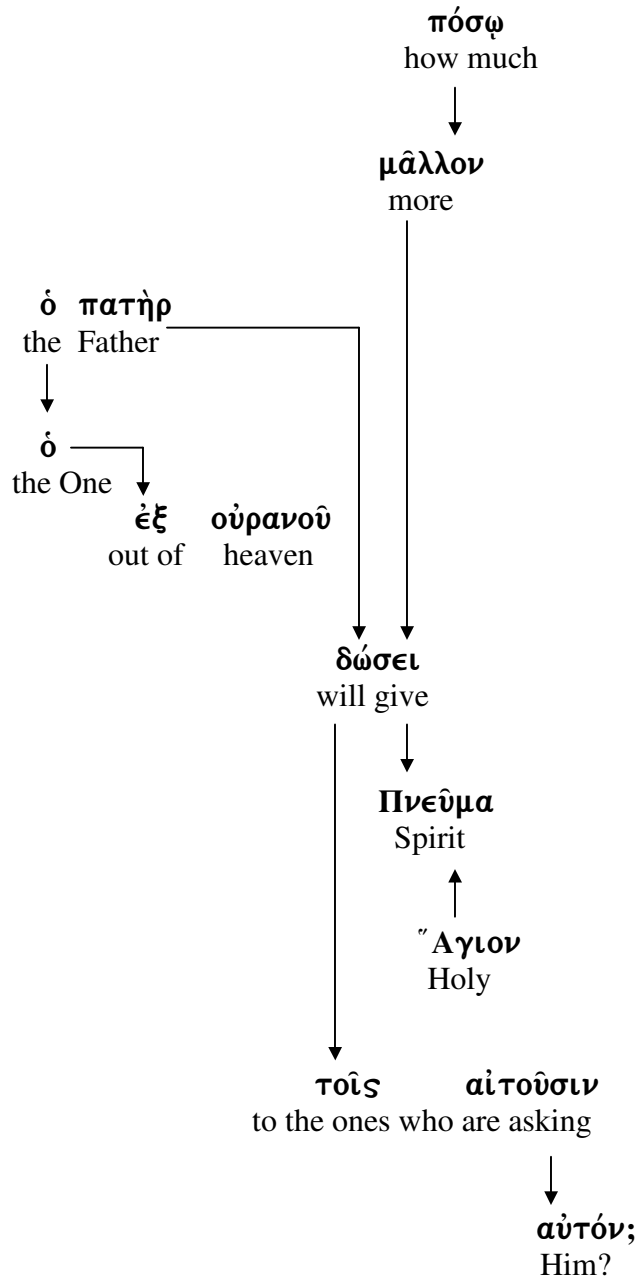 πόσῳ
how much
μᾶλλον
more
ὁ πατὴρ
the Father
ὁ
the One
ἐξ οὐρανοῦ
out of heaven
δώσει
will give
Πνεῦμα
Spirit
Ἅγιον
Holy
τοῖς αἰτοῦσιν
to the ones who are asking
αὐτόν;
Him?